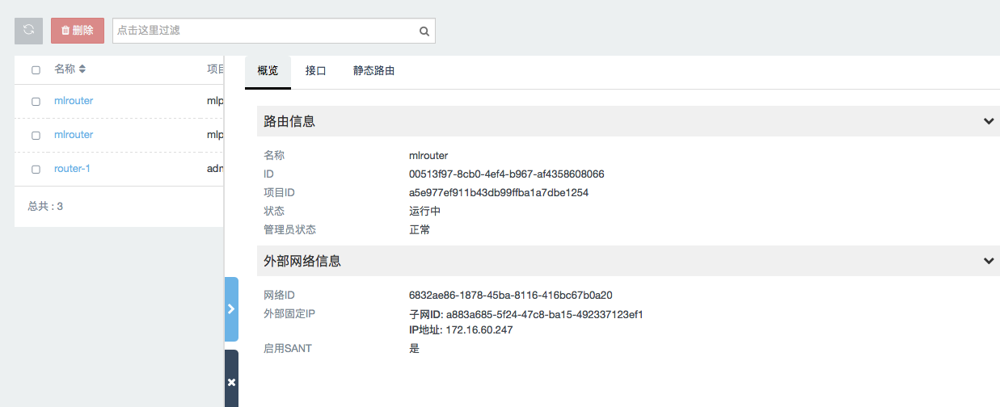 删除
点击这里过滤
名称
项目
mlrouter
mlp
mlrouter
mlp
router-1
adn
总共 : 3
概览
接口
静态路由
路由信息
名称 mlrouter
ID 00513f97-8cb0-4ef4-b967-af4358608066
项目ID a5e977ef911b43db99ffba1a7dbe1254
状态 运行中
管理员状态 正常
外部网络信息
网络ID 6832ae86-1878-45ba-8116-416bc67b0a20
外部固定IP 子网ID: a883a685-5f24-47c8-ba15-492337123ef1
IP地址: 172.16.60.247
启用SANT 是